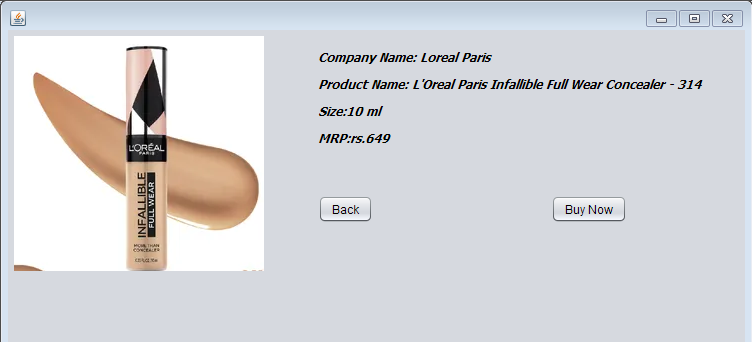 Company Name: Loreal Paris
Product Name: L'Oreal Paris Infallible Full Wear Concealer - 314
Size:10 ml
MRP:rs.649
L'ORÉAL
PARIS
INFALLIBLE
FULL WEAR
MORE THAN
CONCEALER
Back
Buy Now